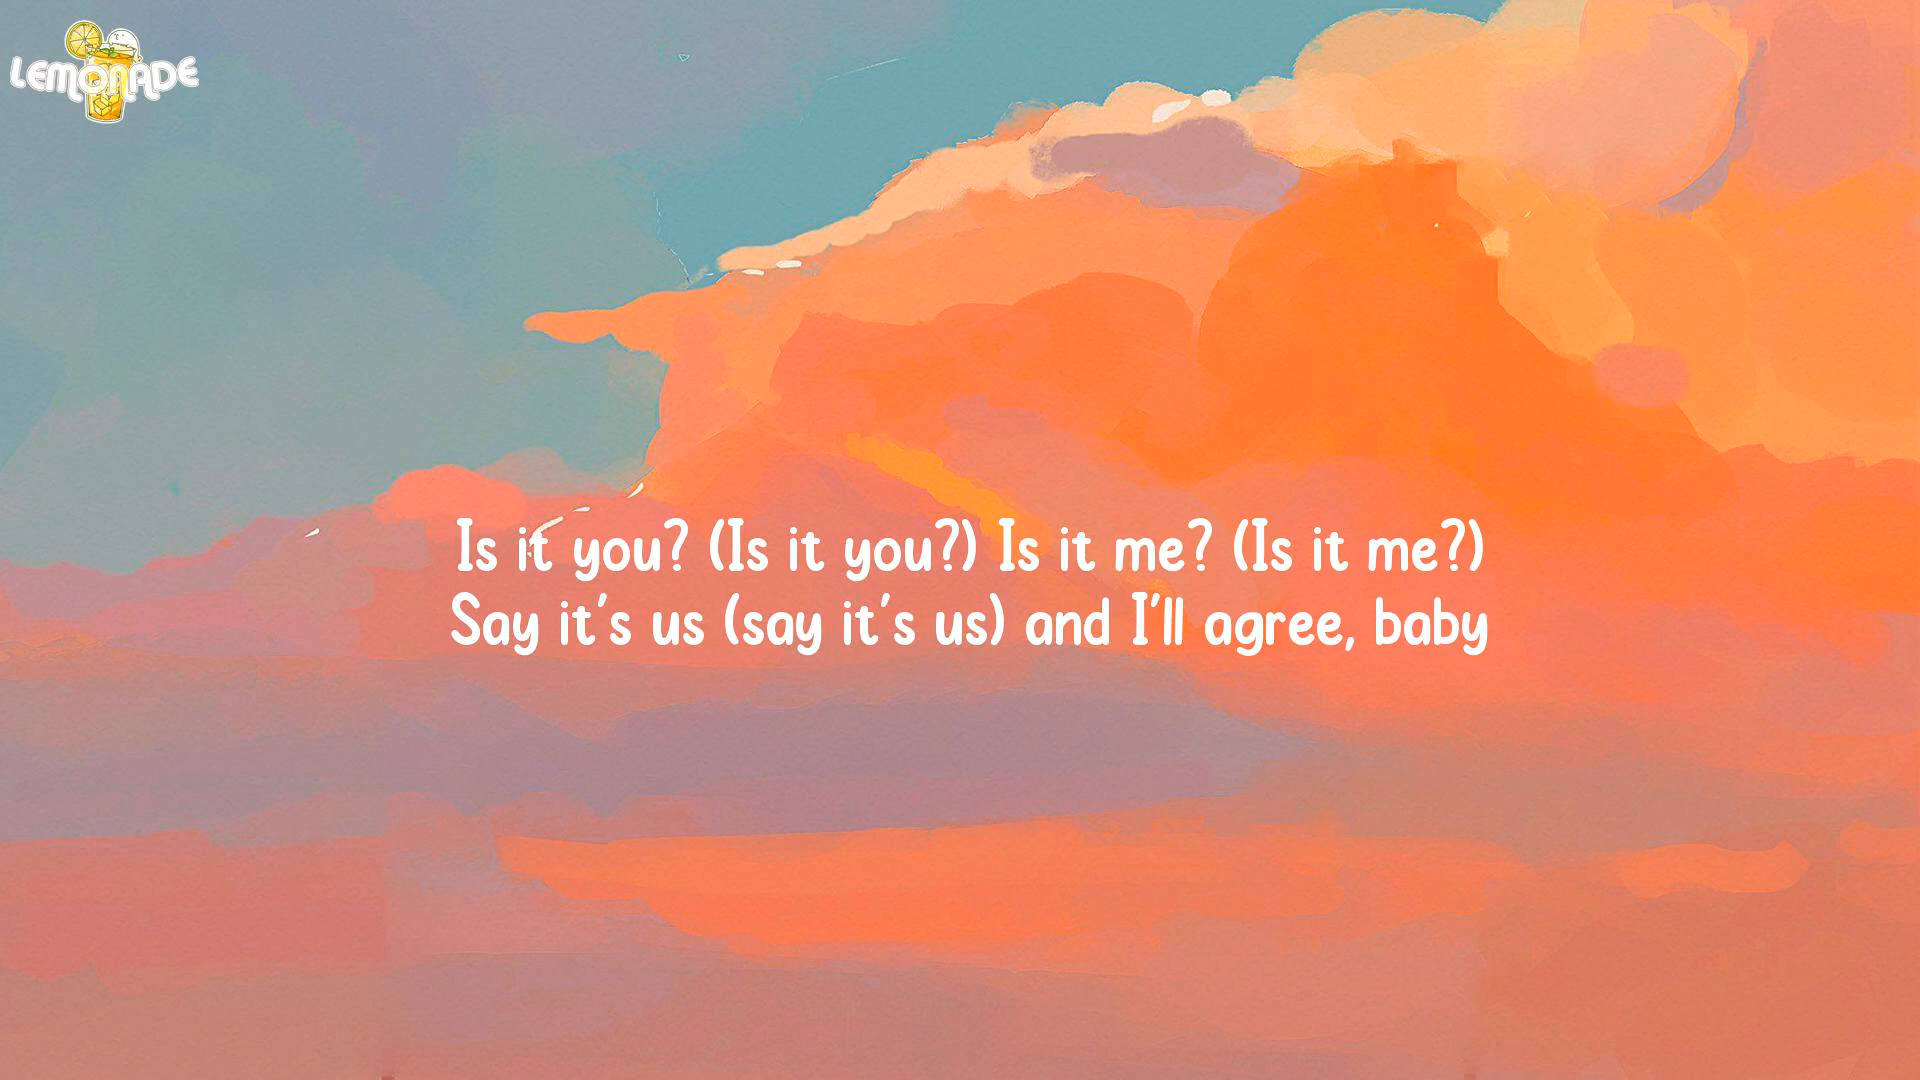 LEMONADE
Is it you? (Is it you?) Is it me? (Is it me?)
Say it's us (say it's us) and I'll agree, baby